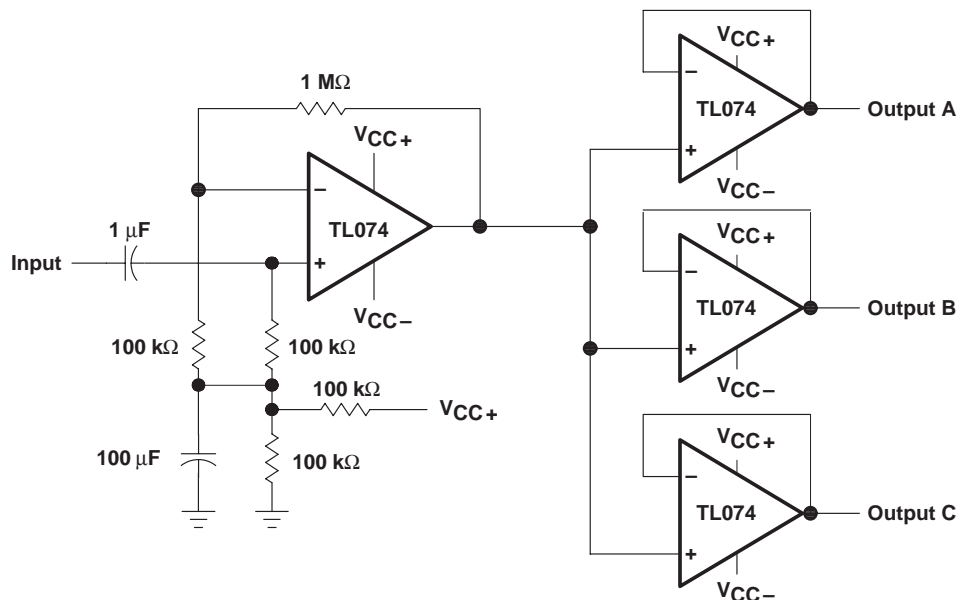 VCC+
−
TL074
Output A
+
VCC−
1 MΩ
VCC+
−
TL074
+
VCC−
1 μF
Input
100 kΩ
100 kΩ
100 kΩ
VCC+
100 μF
100 kΩ
VCC+
−
TL074
Output B
+
VCC−
VCC+
−
TL074
Output C
+
VCC−